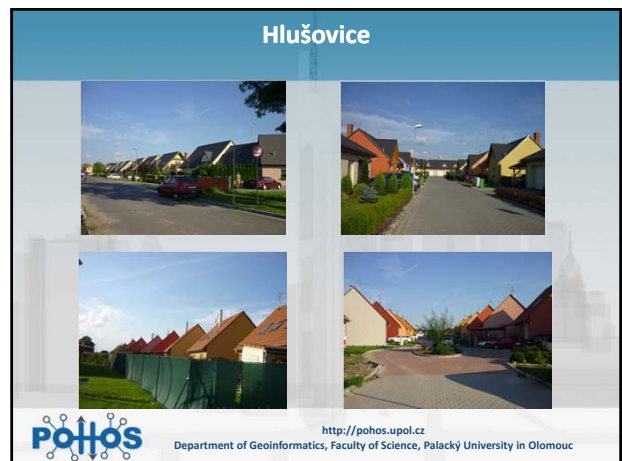 Hlušovice
POHOS
http://pohos.upol.cz
Department of Geoinformatics, Faculty of Science, Palacký University in Olomouc